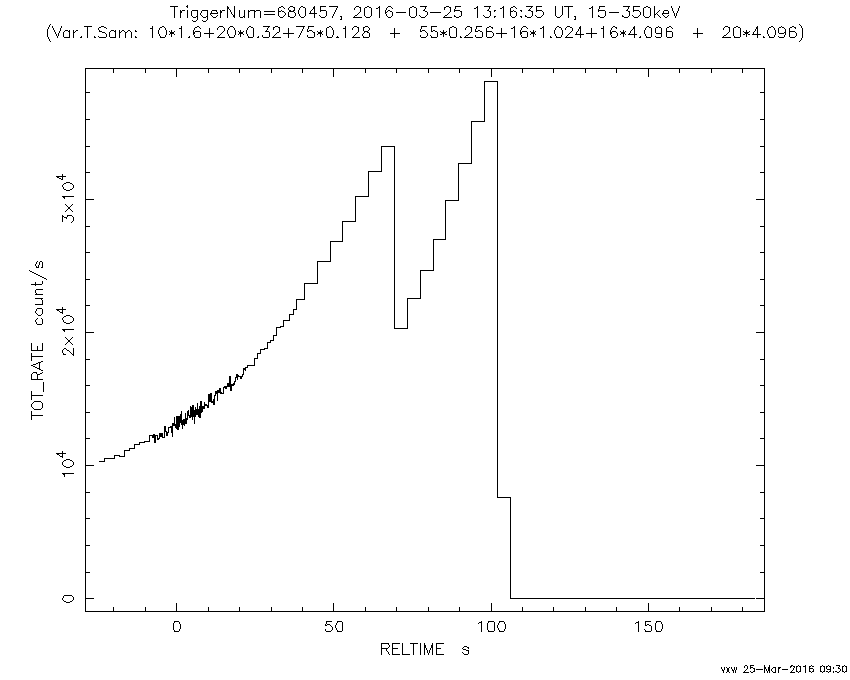 TriggerNum=680457, 2016-03-25 13:16:35 UT, 15-350keV
(Var.T.Sam: 10*1.6+20*0.32+75*0.128 + 55*0.256+16*1.024+16*4.096 + 20*4.096)
TOT_RATE count/s
3×10⁴
2×10⁴
10⁴
0
0 50 100 150
RELTIME s
vxw 25-Mar-2016 09:30